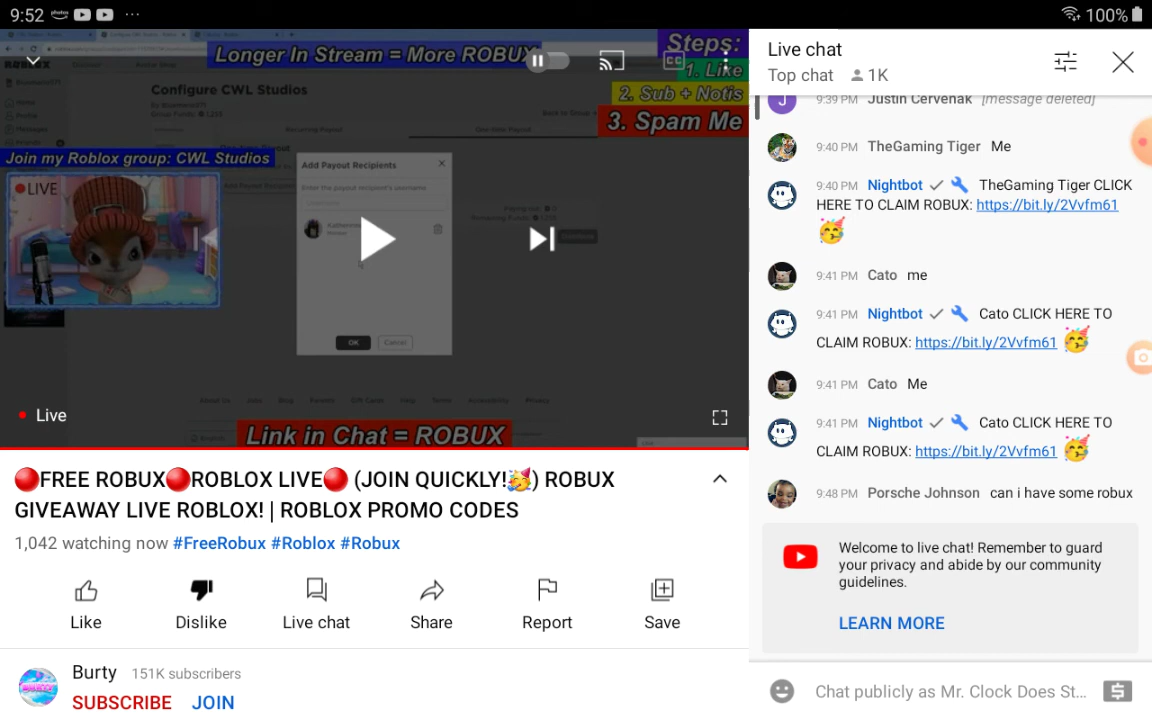 9:52
100%
Longer In Stream = More ROBUX
Steps:
1. Like
2. Sub + Notis
3. Spam Me
Configure CWL Studios
Join my Roblox group: CWL Studios
LIVE
Add Payout Recipients
Enter the payout recipient's username
OK
Cancel
Live
Link in Chat = ROBUX
🔴FREE ROBUX🔴ROBLOX LIVE🔴 (JOIN QUICKLY!🥳) ROBUX
GIVEAWAY LIVE ROBLOX! | ROBLOX PROMO CODES
1,042 watching now #FreeRobux #Roblox #Robux
Like
Dislike
Live chat
Share
Report
Save
Burty 151K subscribers
SUBSCRIBE JOIN
Live chat
Top chat 1K
9:39 PM Justin Cervenak [message deleted]
9:40 PM TheGaming Tiger Me
9:40 PM Nightbot TheGaming Tiger CLICK
HERE TO CLAIM ROBUX: https://bit.ly/2Vvfm61
9:41 PM Cato me
9:41 PM Nightbot Cato CLICK HERE TO
CLAIM ROBUX: https://bit.ly/2Vvfm61
9:41 PM Cato Me
9:41 PM Nightbot Cato CLICK HERE TO
CLAIM ROBUX: https://bit.ly/2Vvfm61
9:48 PM Porsche Johnson can i have some robux
Welcome to live chat! Remember to guard
your privacy and abide by our community
guidelines.
LEARN MORE
Chat publicly as Mr. Clock Does St...